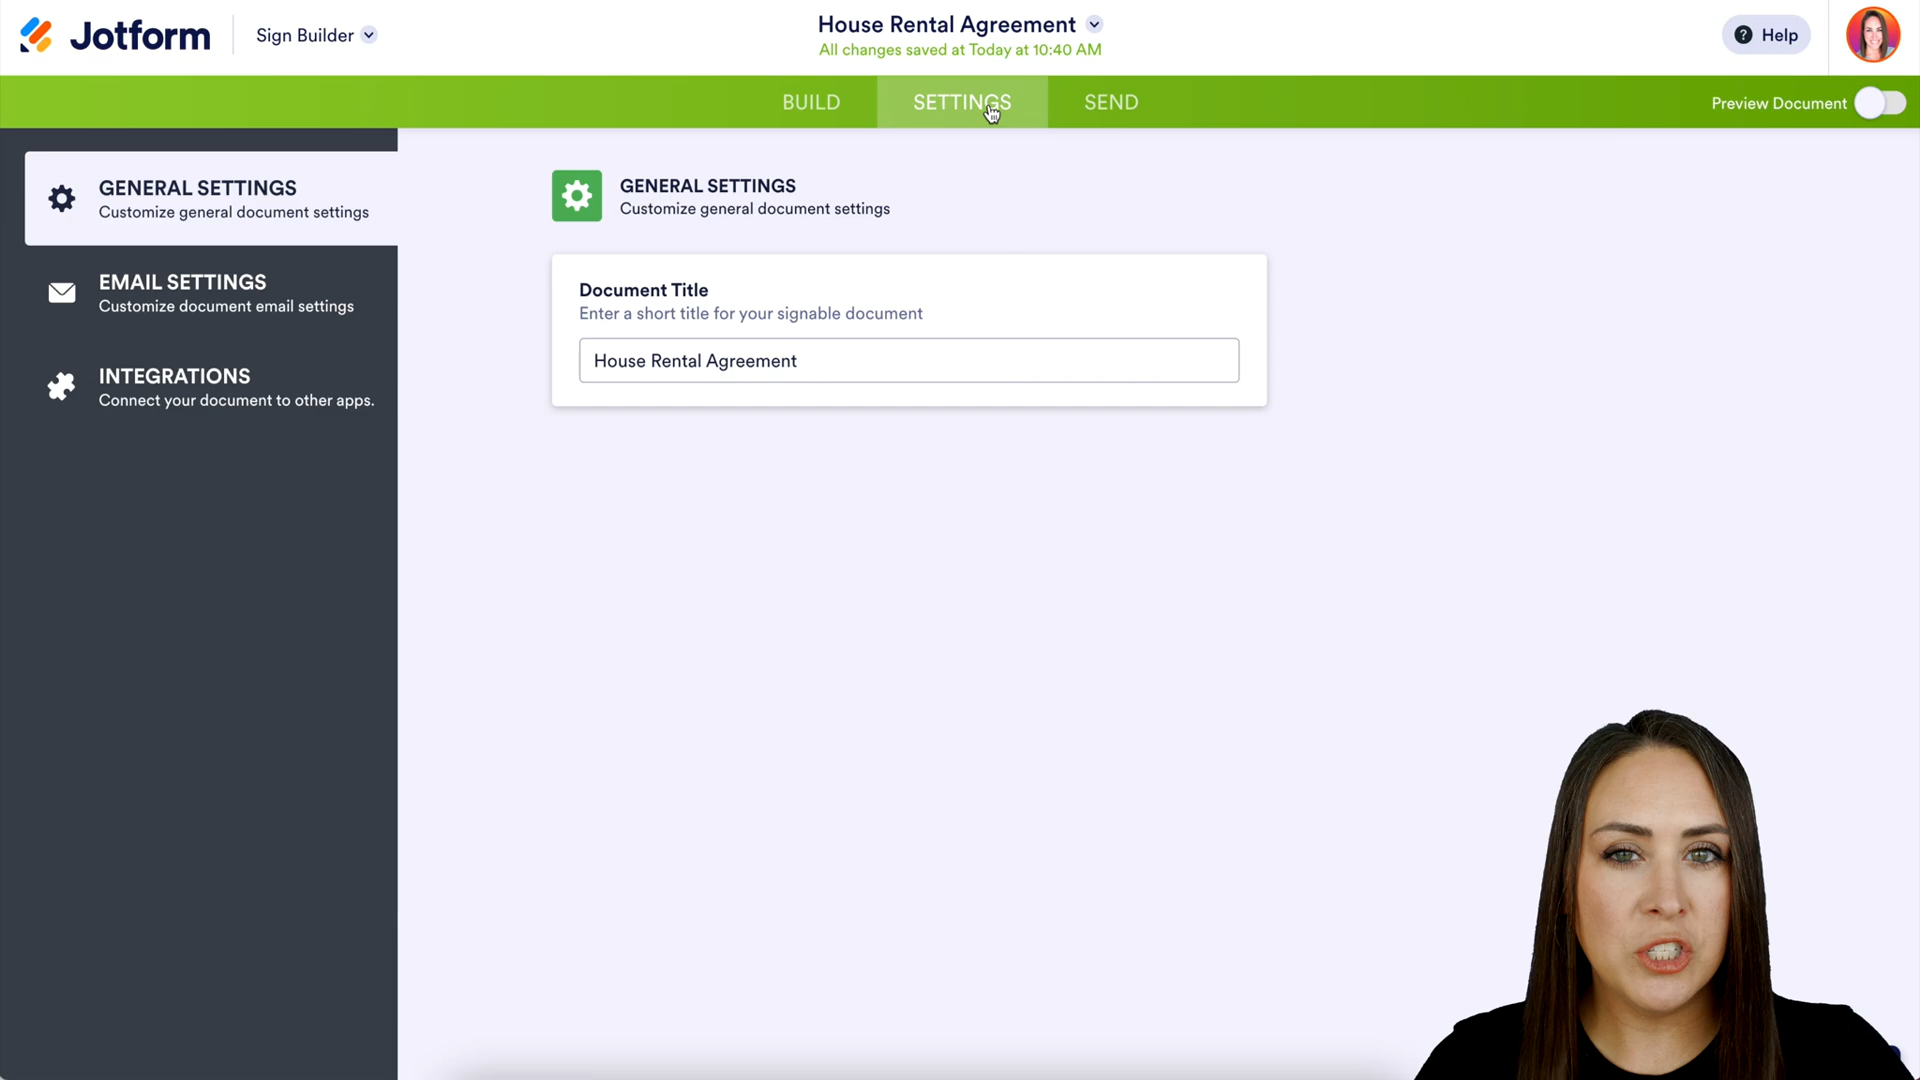 Jotform
Sign Builder
House Rental Agreement
All changes saved at Today at 10:40 AM
? Help
BUILD
SETTINGS
SEND
Preview Document
GENERAL SETTINGS
Customize general document settings
EMAIL SETTINGS
Customize document email settings
INTEGRATIONS
Connect your document to other apps.
GENERAL SETTINGS
Customize general document settings
Document Title
Enter a short title for your signable document
House Rental Agreement